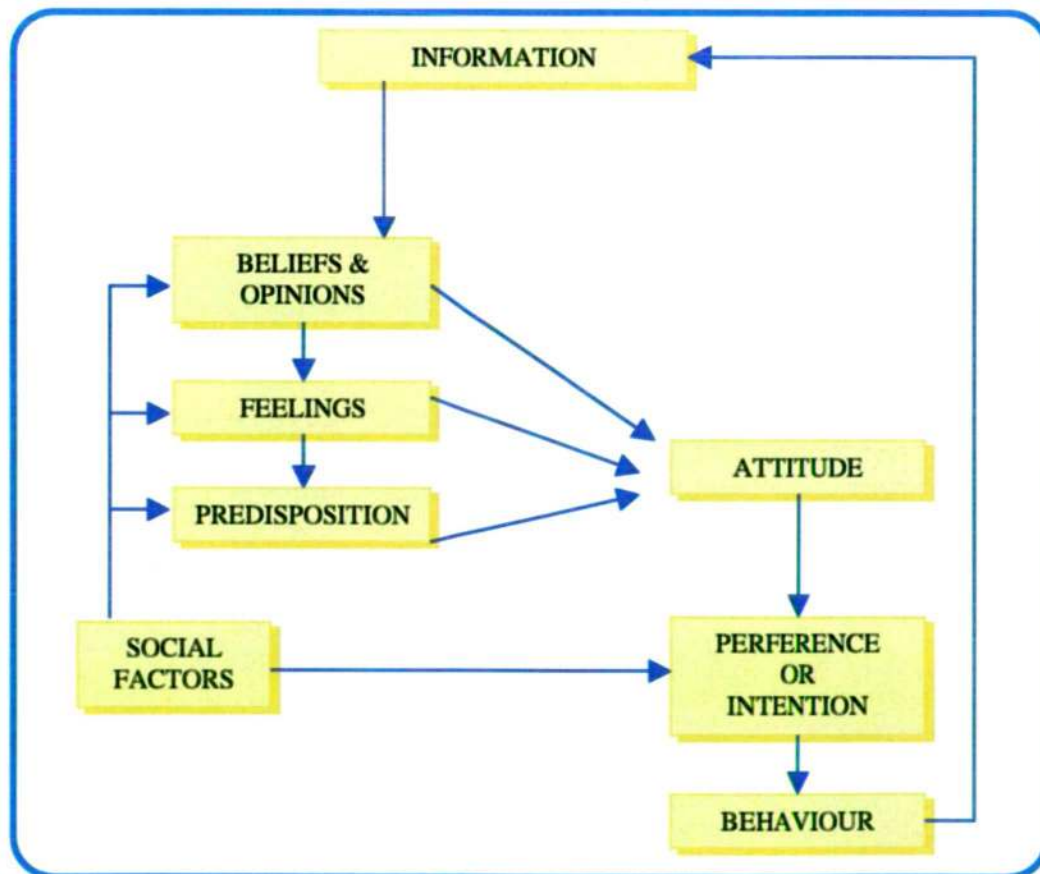 INFORMATION
BELIEFS &
OPINIONS
FEELINGS
PREDISPOSITION
ATTITUDE
SOCIAL
FACTORS
PERFERENCE
OR
INTENTION
BEHAVIOUR